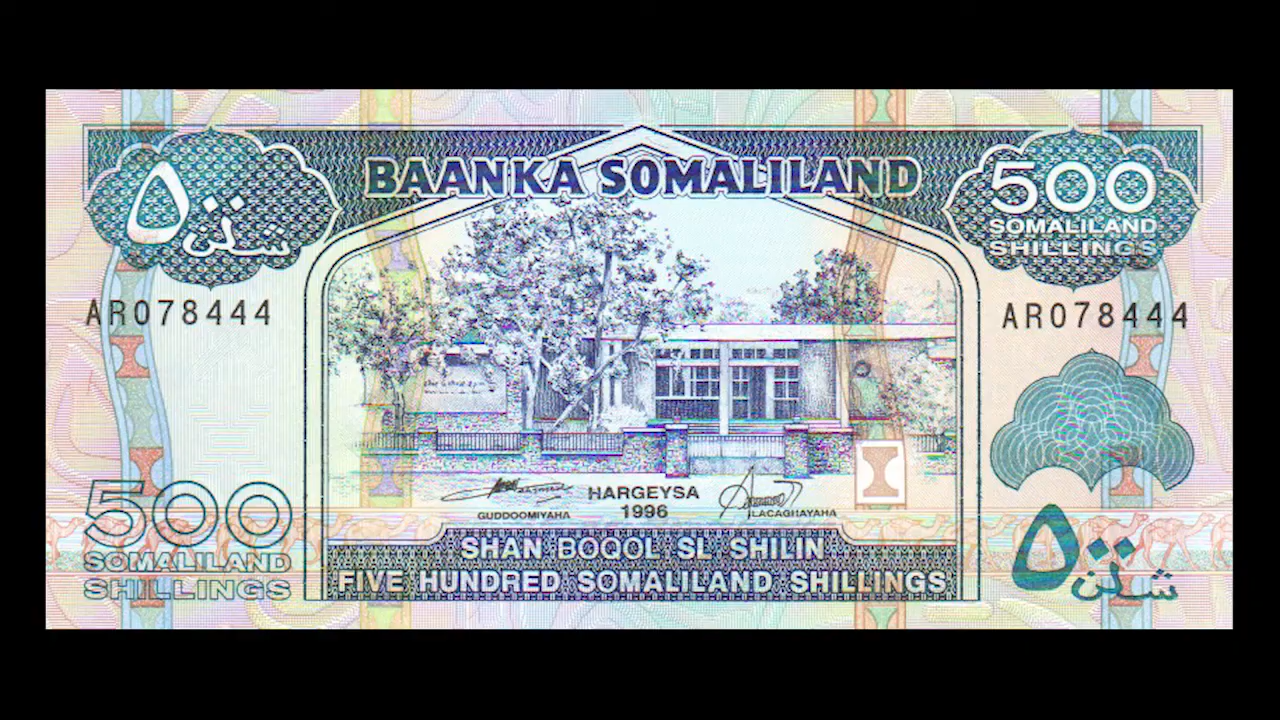 BAANKA SOMALILAND
٥٠٠
شلن
500
SOMALILAND
SHILLINGS
AR078444
AR078444
500
SOMALILAND
SHILLINGS
HARGEYSA
1996
GUDDOOMIYAHA
LACAGHAYAHA
SHAN BOQOL SL SHILIN
FIVE HUNDRED SOMALILAND SHILLINGS
٥٠٠
شلن